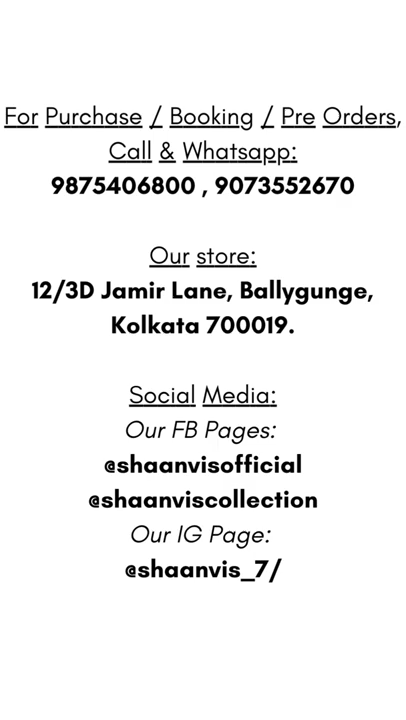 For Purchase / Booking / Pre Orders,
Call & Whatsapp:
9875406800 , 9073552670
Our store:
12/3D Jamir Lane, Ballygunge,
Kolkata 700019.
Social Media:
Our FB Pages:
@shaanvisofficial
@shaanviscollection
Our IG Page:
@shaanvis_7/